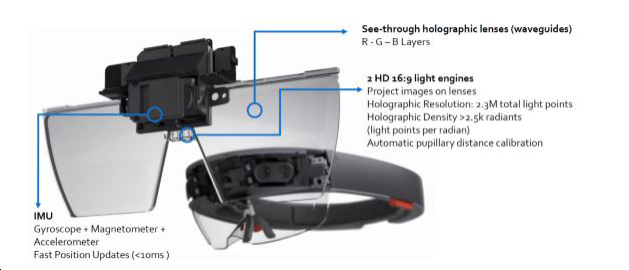 See-through holographic lenses (waveguides)
R - G – B Layers
2 HD 16:9 light engines
Project images on lenses
Holographic Resolution: 2.3M total light points
Holographic Density >2.5k radiants
(light points per radian)
Automatic pupillary distance calibration
IMU
Gyroscope + Magnetometer +
Accelerometer
Fast Position Updates (<10ms )